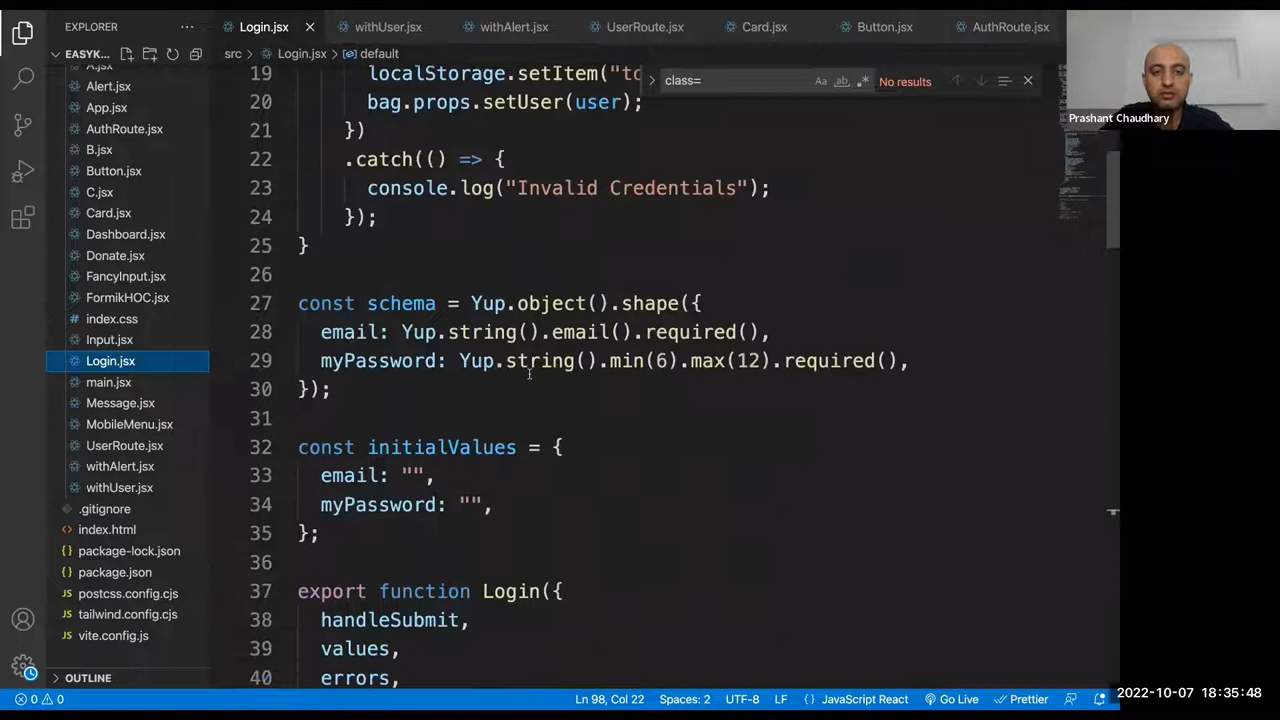 EXPLORER
Login.jsx
withUser.jsx
withAlert.jsx
UserRoute.jsx
Card.jsx
Button.jsx
AuthRoute.jsx
EASYK...
src > Login.jsx > default
class=
Aa
ab
No results
Prashant Chaudhary
A.jsx
Alert.jsx
App.jsx
AuthRoute.jsx
B.jsx
Button.jsx
C.jsx
Card.jsx
Dashboard.jsx
Donate.jsx
FancyInput.jsx
FormikHOC.jsx
index.css
Input.jsx
Login.jsx
main.jsx
Message.jsx
MobileMenu.jsx
UserRoute.jsx
withAlert.jsx
withUser.jsx
.gitignore
index.html
package-lock.json
package.json
postcss.config.cjs
tailwind.config.cjs
vite.config.js
OUTLINE
19 localStorage.setItem("to
20 bag.props.setUser(user);
21 })
22 .catch(() => {
23 console.log("Invalid Credentials");
24 });
25 }
26
27 const schema = Yup.object().shape({
28 email: Yup.string().email().required(),
29 myPassword: Yup.string().min(6).max(12).required(),
30 });
31
32 const initialValues = {
33 email: "",
34 myPassword: "",
35 };
36
37 export function Login({
38 handleSubmit,
39 values,
40 errors,
0 0
Ln 98, Col 22
Spaces: 2
UTF-8
LF
{ } JavaScript React
Go Live
Prettier
2022-10-07 18:35:48